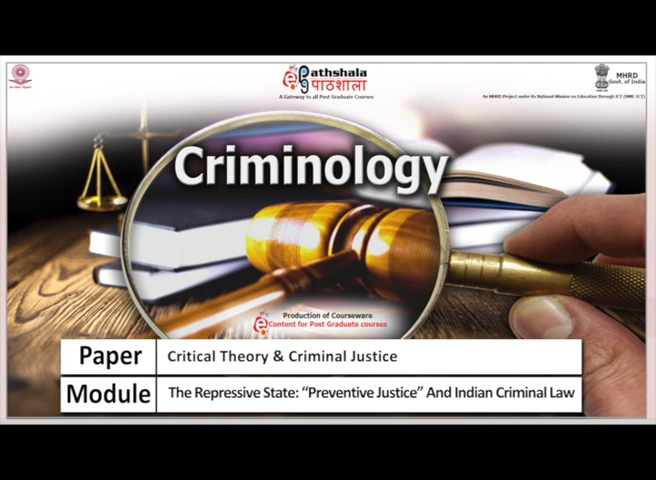 ePathshala
पाठशाला
A Gateway to all Post Graduate Courses
MHRD
Govt. of India
An MHRD Project under its National Mission on Education through ICT (NME-ICT)
Criminology
Production of Courseware
Content for Post Graduate courses
Paper Critical Theory & Criminal Justice
Module The Repressive State: “Preventive Justice” And Indian Criminal Law